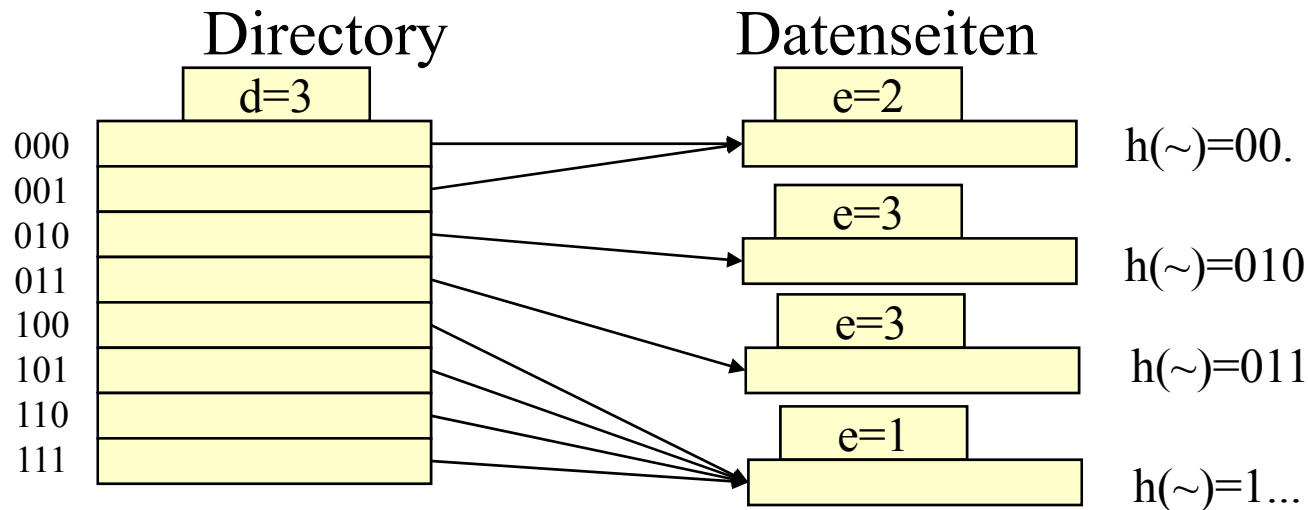 Directory
Datenseiten
d=3
000
001
010
011
100
101
110
111
e=2
h(~)=00.
e=3
h(~)=010
e=3
h(~)=011
e=1
h(~)=1...